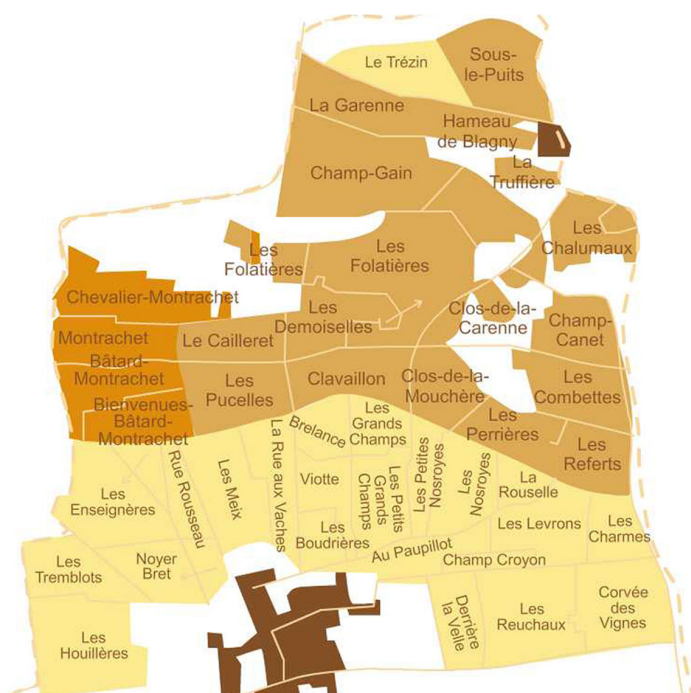 Le Trézin
Sous-
le-Puits
La Garenne
Hameau
de Blagny
La
Truffière
Champ-Gain
Les
Chalumaux
Les
Folatières
Les
Folatières
Chevalier-Montrachet
Les
Demoiselles
Clos-de-la-
Carenne
Champ-
Canet
Montrachet
Le Cailleret
Bâtard-
Montrachet
Les
Pucelles
Clavaillon
Clos-de-la-
Mouchère
Les
Combettes
Bienvenues-
Bâtard-
Montrachet
Les
Perrières
Les
Referts
Les
Enseignères
Rue Rousseau
Les Meix
La Rue aux Vaches
Brelance
Les
Grands
Champs
Viotte
Les
Boudrières
Les Petits
Grands
Champs
Les Petites
Nosroyes
Les
Nosroyes
La
Rouselle
Les Levrons
Les
Charmes
Au Paupillot
Champ Croyon
Les
Tremblots
Noyer
Bret
Les
Houillères
Derrière
la Velle
Les
Reuchaux
Corvée
des
Vignes